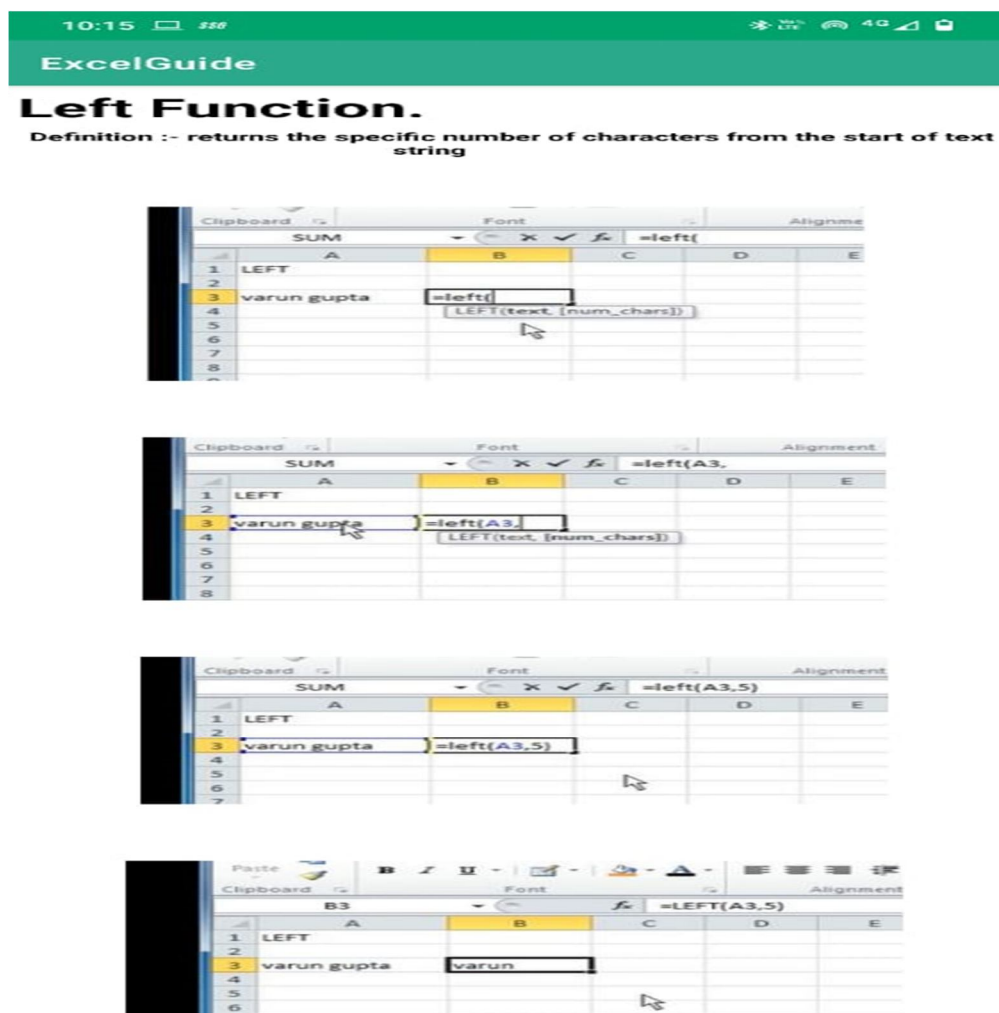 10:15
4G
ExcelGuide
Left Function.
Definition :- returns the specific number of characters from the start of text
string
Clipboard Font Alignme
SUM =left(
A B C D E
1 LEFT
2
3 varun gupta =left(
4 LEFT(text, [num_chars])
5
6
7
8
Clipboard Font Alignment
SUM =left(A3,
A B C D E
1 LEFT
2
3 varun gupta =left(A3,
4 LEFT(text, [num_chars])
5
6
7
8
Clipboard Font Alignment
SUM fx =left(A3,5)
A B C D E
1 LEFT
2
3 varun gupta =left(A3,5)
4
5
6
7
Paste B I U A
Clipboard Font Alignment
B3 fx =LEFT(A3,5)
A B C D E
1 LEFT
2
3 varun gupta varun
4
5
6